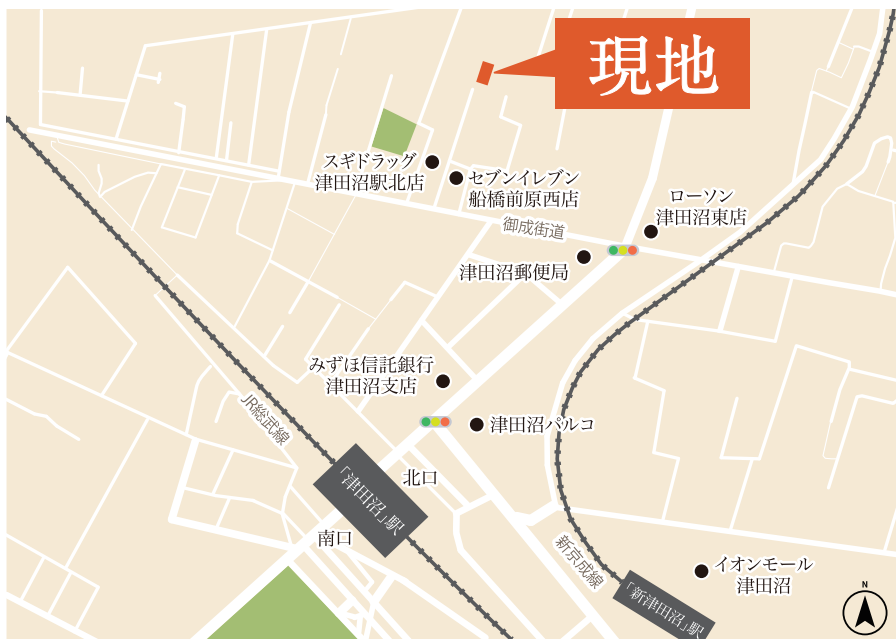 現地
スギドラッグ
津田沼駅北店
セブンイレブン
船橋前原西店
ローソン
津田沼東店
御成街道
津田沼郵便局
みずほ信託銀行
津田沼支店
津田沼パルコ
JR総武線
北口
「津田沼」駅
南口
新京成線
イオンモール
津田沼
「新津田沼」駅
N